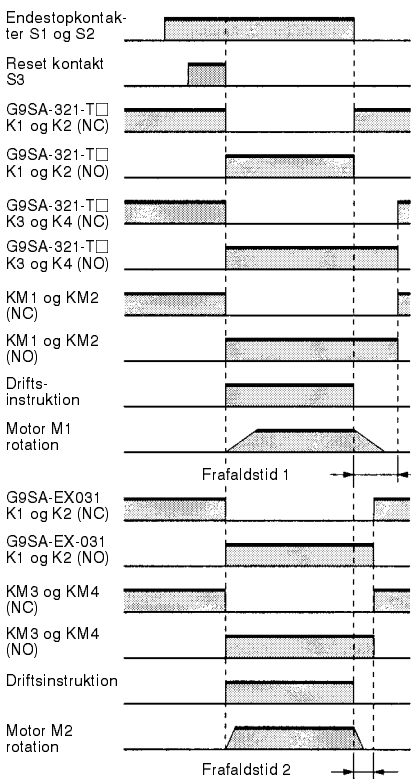 Endestopkontak-
ter S1 og S2
Reset kontakt
S3
G9SA-321-T□
K1 og K2 (NC)
G9SA-321-T□
K1 og K2 (NO)
G9SA-321-T□
K3 og K4 (NC)
G9SA-321-T□
K3 og K4 (NO)
KM1 og KM2
(NC)
KM1 og KM2
(NO)
Drifts-
instruktion
Motor M1
rotation
Frafaldstid 1
G9SA-EX031
K1 og K2 (NC)
G9SA-EX-031
K1 og K2 (NO)
KM3 og KM4
(NC)
KM3 og KM4
(NO)
Driftsinstruktion
Motor M2
rotation
Frafaldstid 2